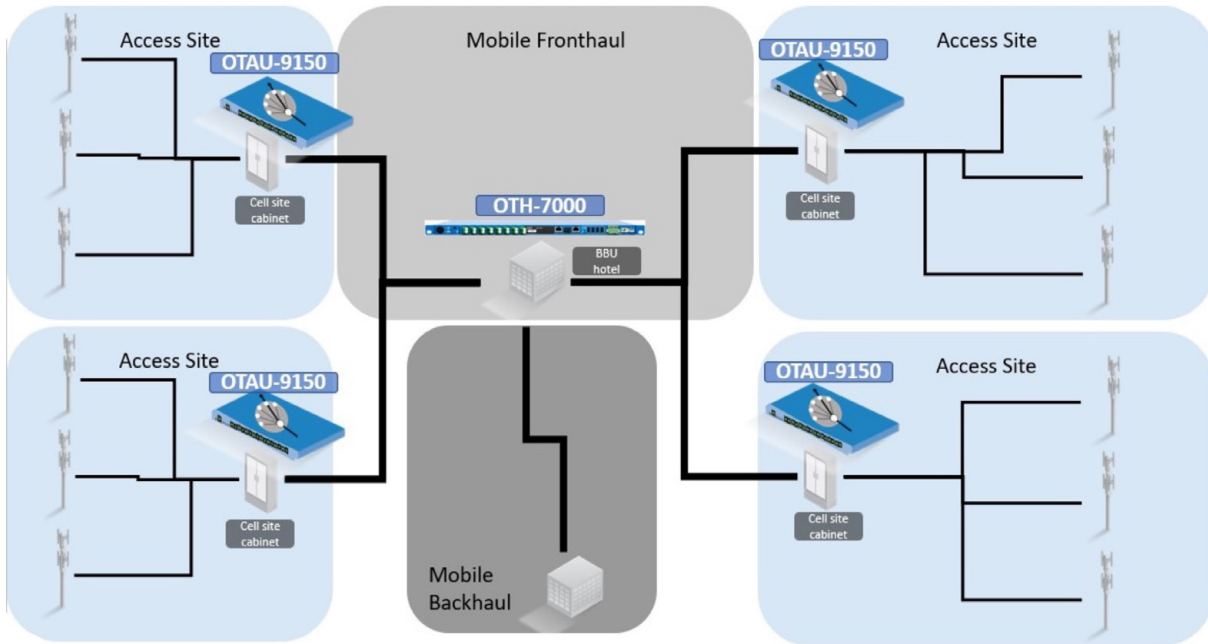 Access Site
OTAU-9150
Cell site
cabinet
Mobile Fronthaul
OTH-7000
BBU
hotel
OTAU-9150
Access Site
Cell site
cabinet
Access Site
OTAU-9150
Cell site
cabinet
Mobile
Backhaul
OTAU-9150
Access Site
Cell site
cabinet